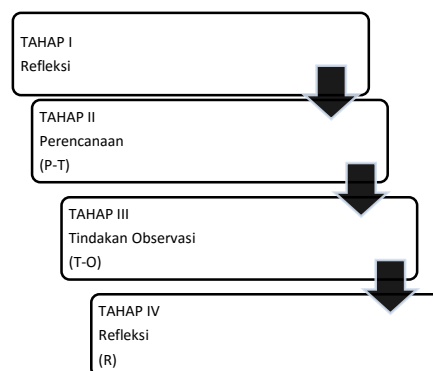 TAHAP I
Refleksi
TAHAP II
Perencanaan
(P-T)
TAHAP III
Tindakan Observasi
(T-O)
TAHAP IV
Refleksi
(R)